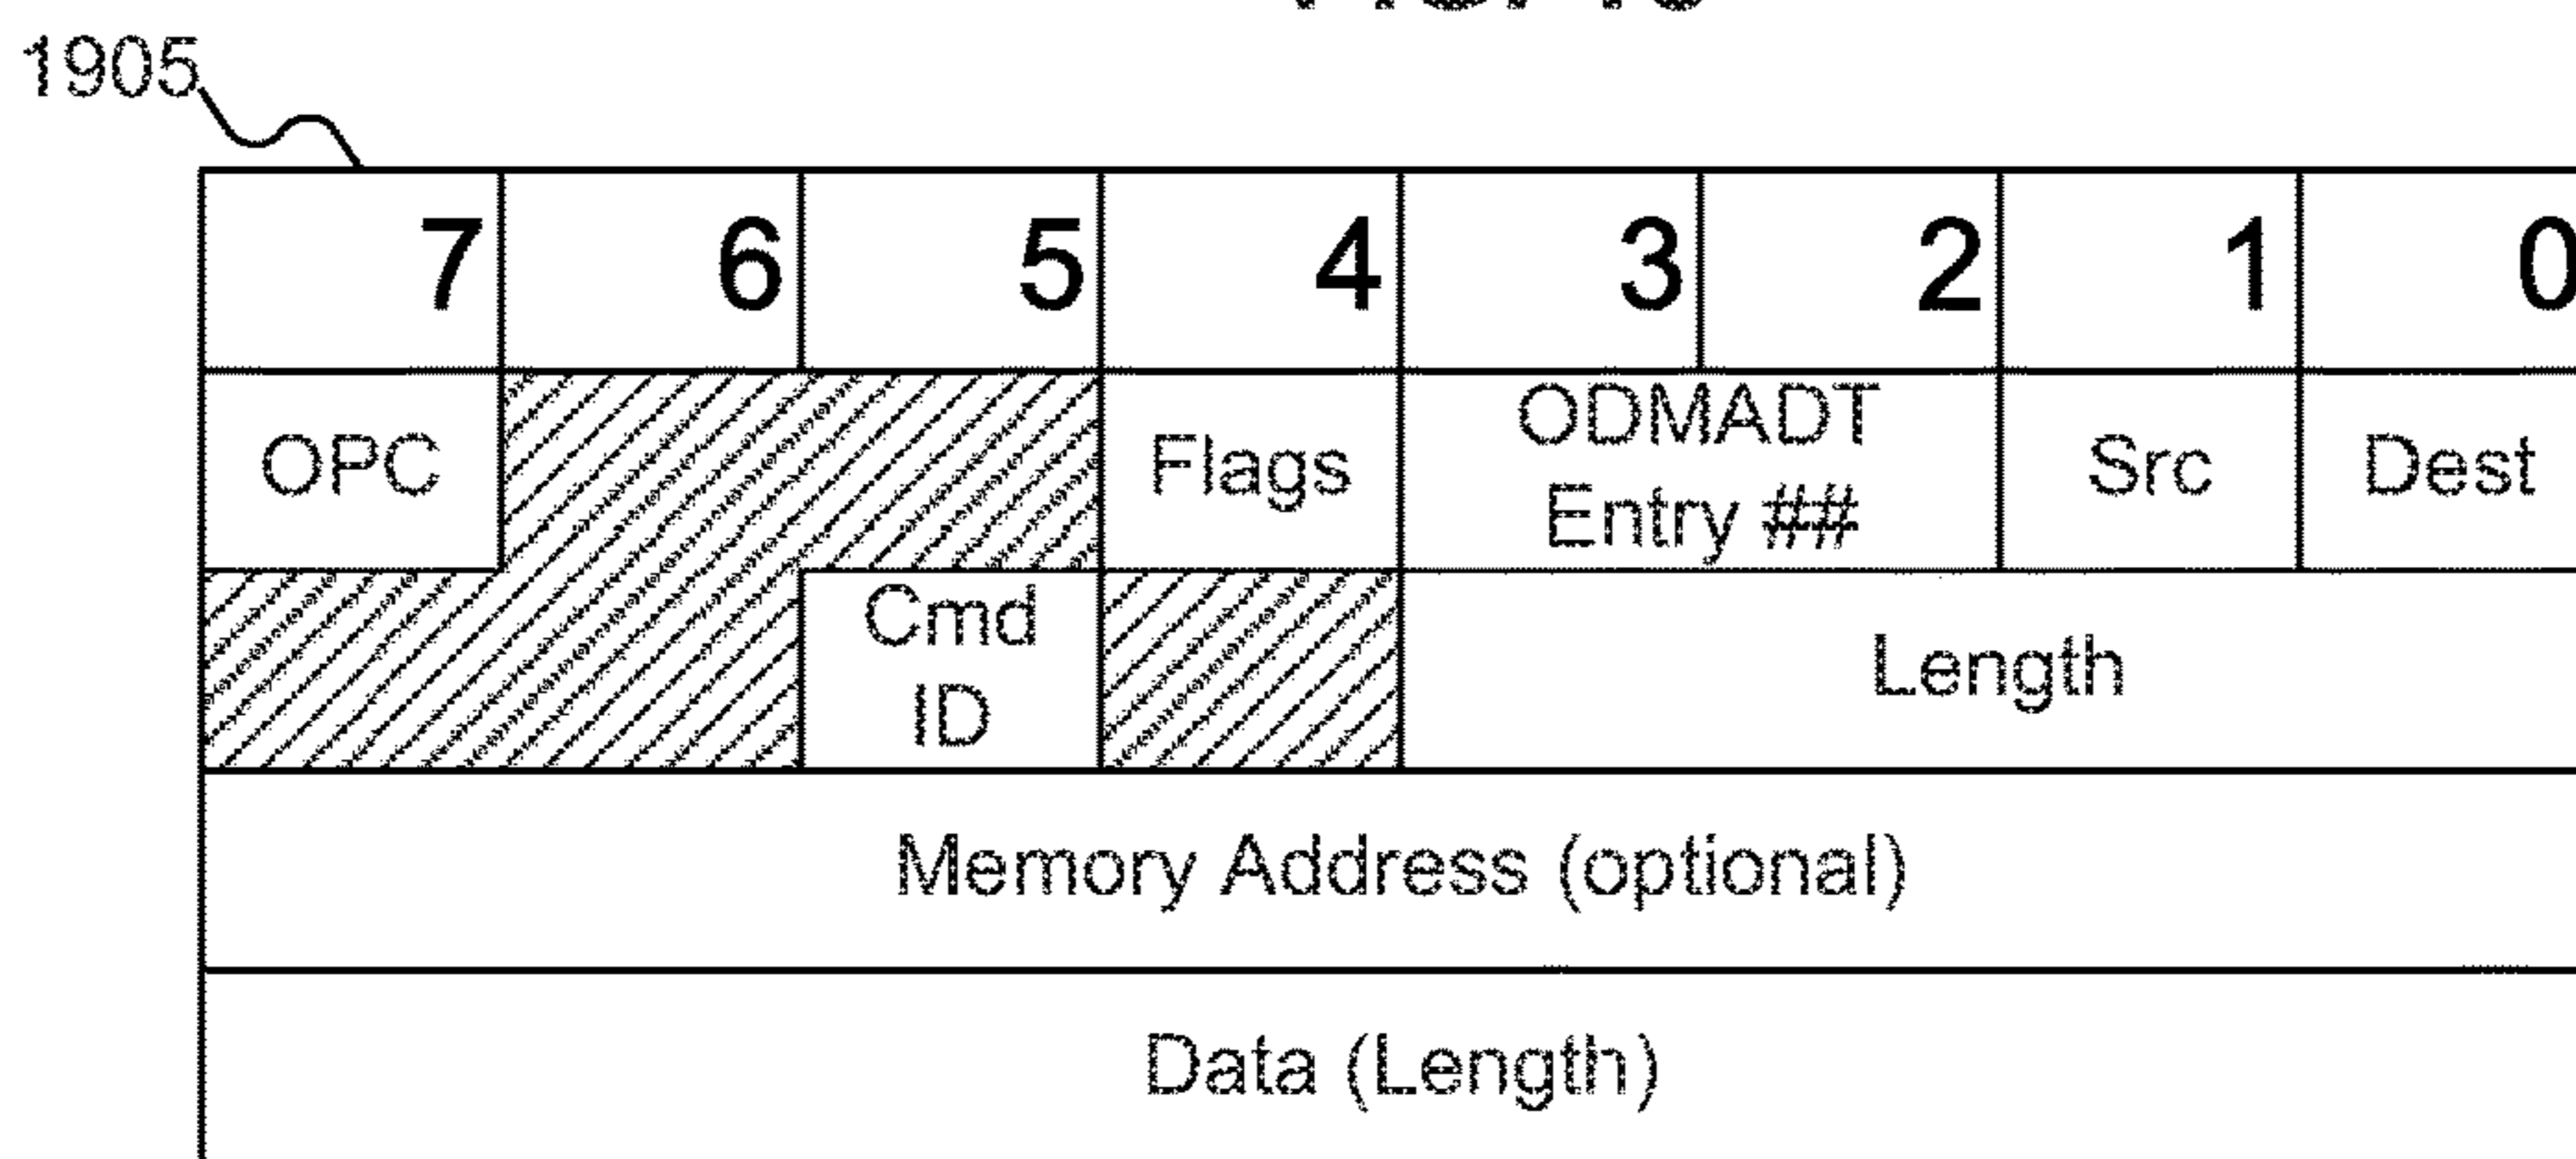 1905
7 6 5 4 3 2 1 0
OPC Flags ODMADT Entry ## Src Dest
Cmd ID Length
Memory Address (optional)
Data (Length)